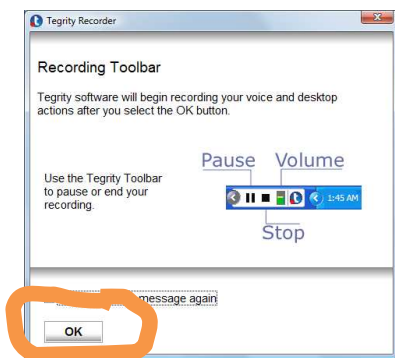 Tegrity Recorder
Recording Toolbar
Tegrity software will begin recording your voice and desktop
actions after you select the OK button.
Pause Volume
Use the Tegrity Toolbar
to pause or end your
recording.
1:45 AM
Stop
message again
OK